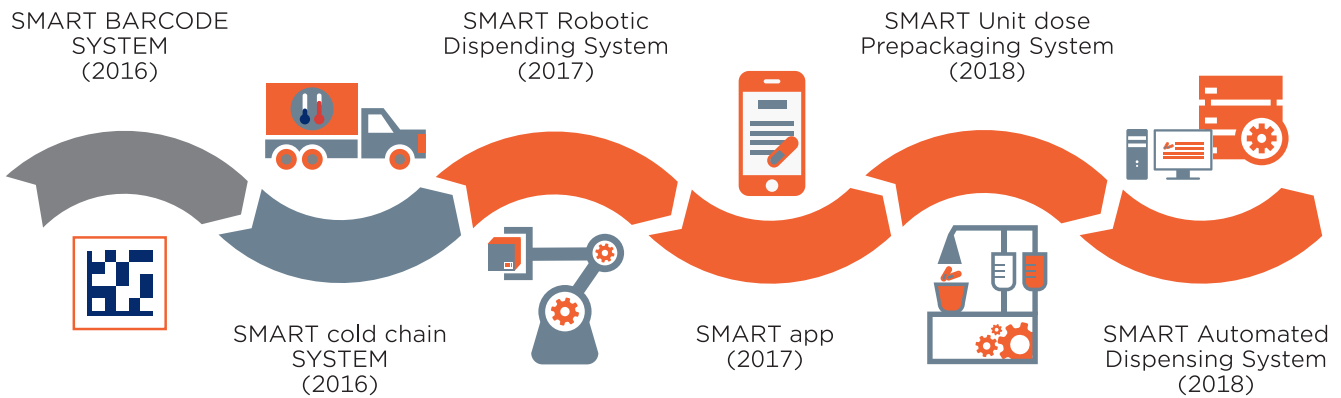 SMART BARCODE
SYSTEM
(2016)
SMART cold chain
SYSTEM
(2016)
SMART Robotic
Dispending System
(2017)
SMART app
(2017)
SMART Unit dose
Prepackaging System
(2018)
SMART Automated
Dispensing System
(2018)